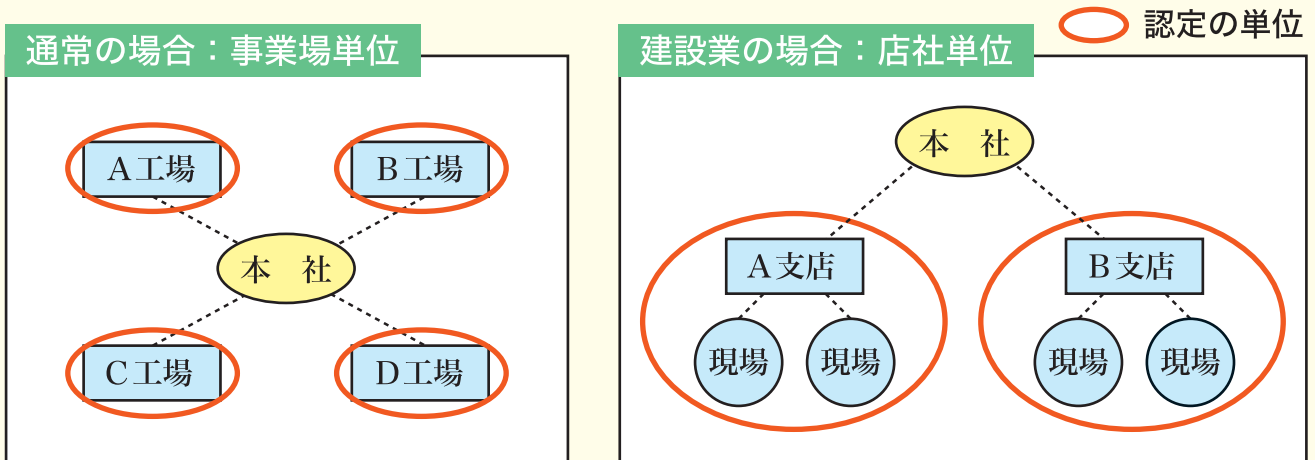 認定の単位
通常の場合：事業場単位
A工場
B工場
本　社
C工場
D工場
建設業の場合：店社単位
本　社
A支店
B支店
現場
現場
現場
現場